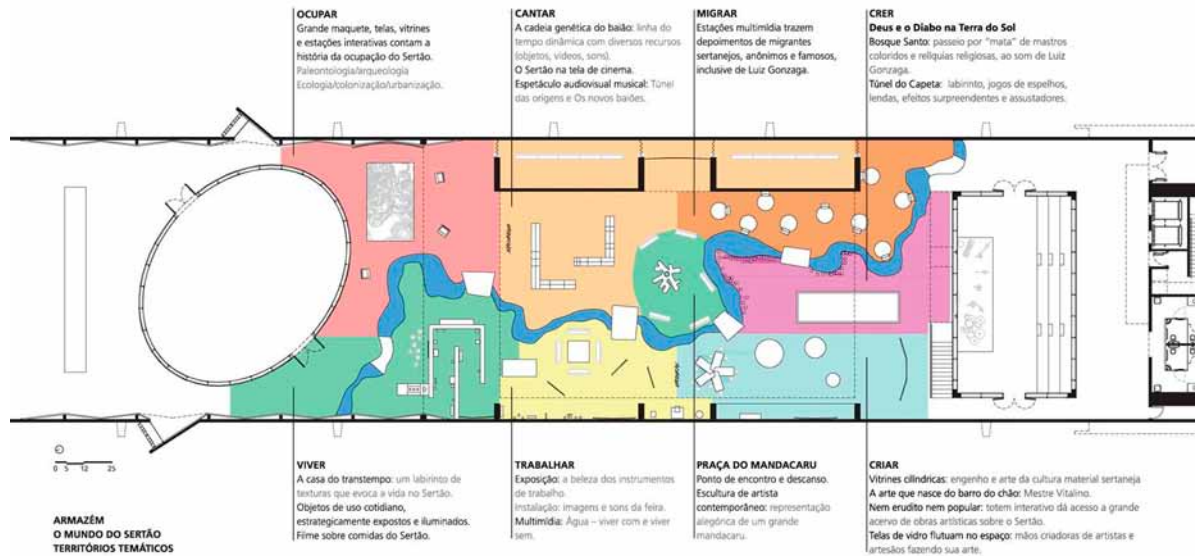 OCUPAR
Grande maquete, telas, vitrines
e estações interativas contam a
história da ocupação do Sertão.
Paleontologia/arqueologia
Ecologia/colonização/urbanização.
CANTAR
A cadeia genética do baião: linha do
tempo dinâmica com diversos recursos
(objetos, vídeos, sons).
O Sertão na tela de cinema.
Espetáculo audiovisual musical: Túnel
das origens e Os novos baiões.
MIGRAR
Estações multimídia trazem
depoimentos de migrantes
sertanejos, anônimos e famosos,
inclusive de Luiz Gonzaga.
CRER
Deus e o Diabo na Terra do Sol
Bosque Santo: passeio por "mata" de mastros
coloridos e relíquias religiosas, ao som de Luiz
Gonzaga.
Túnel do Capeta: labirinto, jogos de espelhos,
lendas, efeitos surpreendentes e assustadores.
0 5 12 25
ARMAZÉM
O MUNDO DO SERTÃO
TERRITÓRIOS TEMÁTICOS
VIVER
A casa do transtempo: um labirinto de
texturas que evoca a vida no Sertão.
Objetos de uso cotidiano,
estrategicamente expostos e iluminados.
Filme sobre comidas do Sertão.
TRABALHAR
Exposição: a beleza dos instrumentos
de trabalho.
Instalação: imagens e sons da feira.
Multimídia: Água – viver com e viver
sem.
PRAÇA DO MANDACARU
Ponto de encontro e descanso.
Escultura de artista
contemporâneo: representação
alegórica de um grande
mandacaru.
CRIAR
Vitrines cilíndricas: engenho e arte da cultura material sertaneja
A arte que nasce do barro do chão: Mestre Vitalino.
Nem erudito nem popular: totem interativo dá acesso a grande
acervo de obras artísticas sobre o Sertão.
Telas de vidro flutuam no espaço: mãos criadoras de artistas e
artesãos fazendo sua arte.